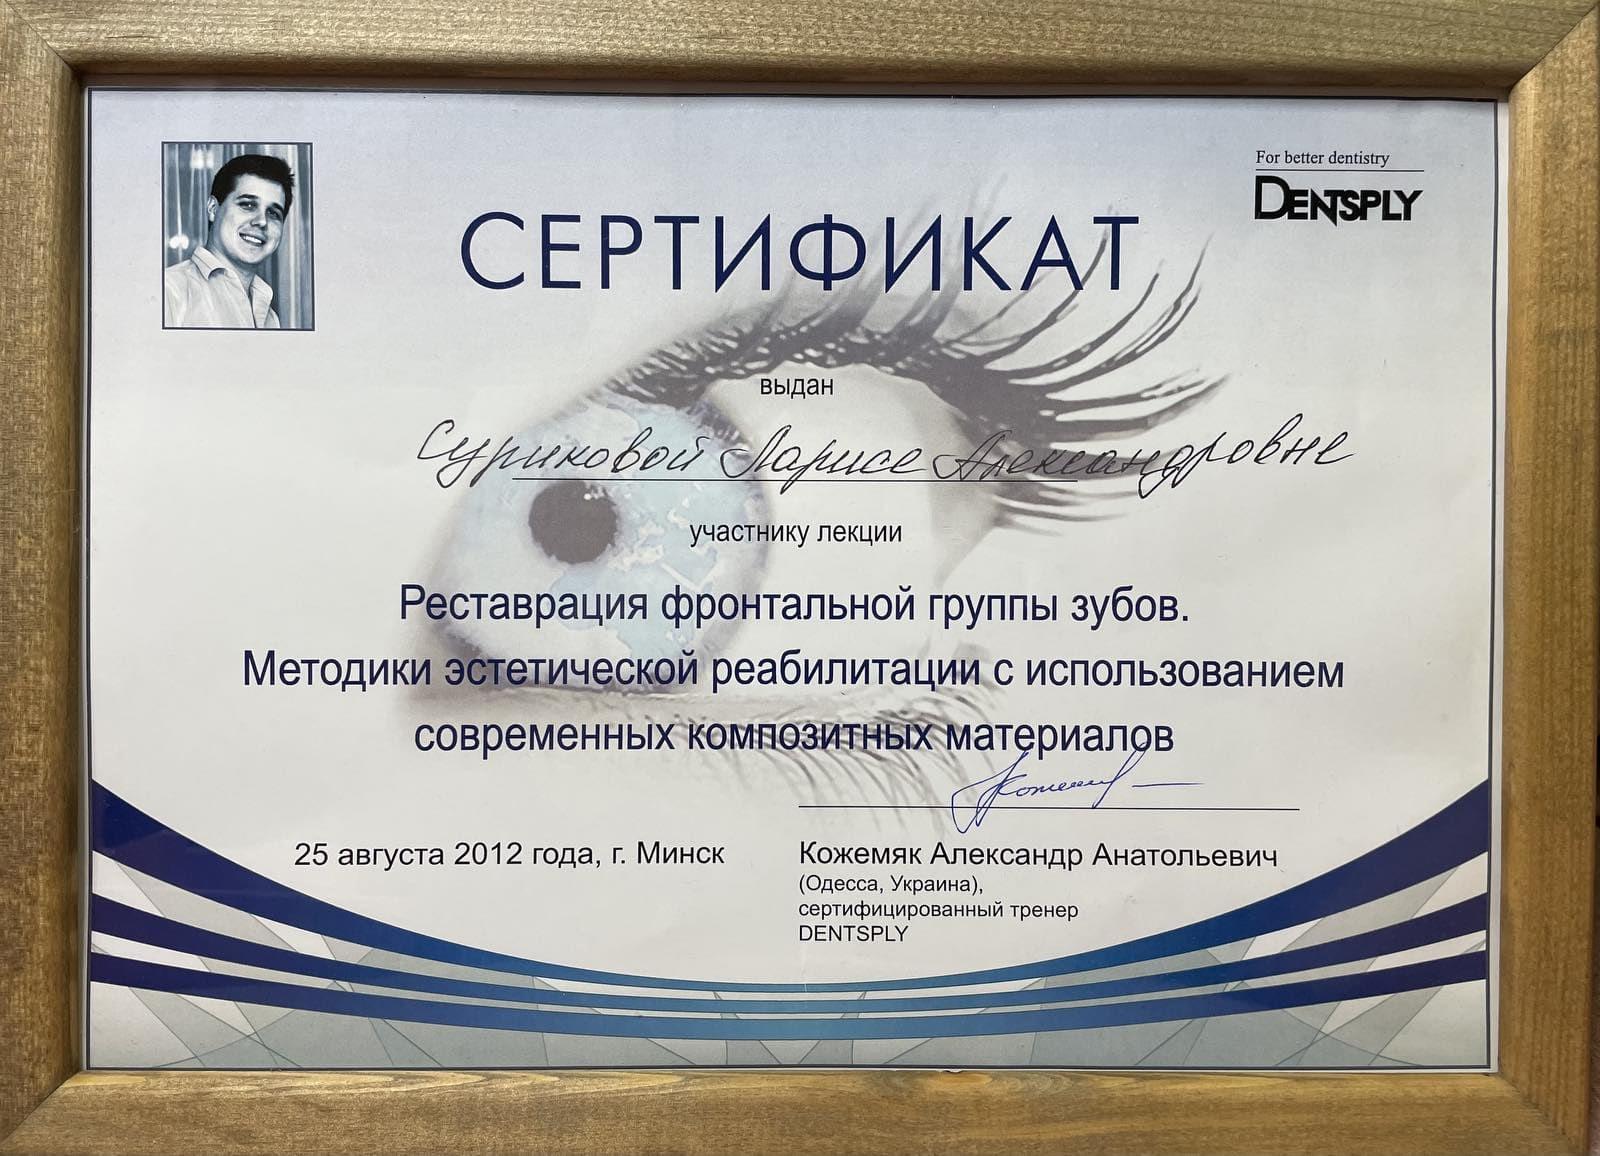 For better dentistry
DENTSPLY
СЕРТИФИКАТ
выдан
Суриковой Ларисе Александровне
участнику лекции
Реставрация фронтальной группы зубов.
Методики эстетической реабилитации с использованием
современных композитных материалов
25 августа 2012 года, г. Минск
Кожемяк Александр Анатольевич
(Одесса, Украина),
сертифицированный тренер
DENTSPLY